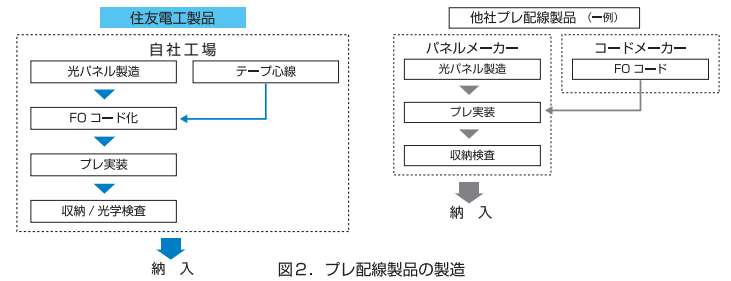 住友電工製品
自社工場
光パネル製造
テープ心線
FOコード化
プレ実装
収納/光学検査
納 入
他社プレ配線製品 (一例)
パネルメーカー
コードメーカー
光パネル製造
FOコード
プレ実装
収納検査
納 入
図2. プレ配線製品の製造